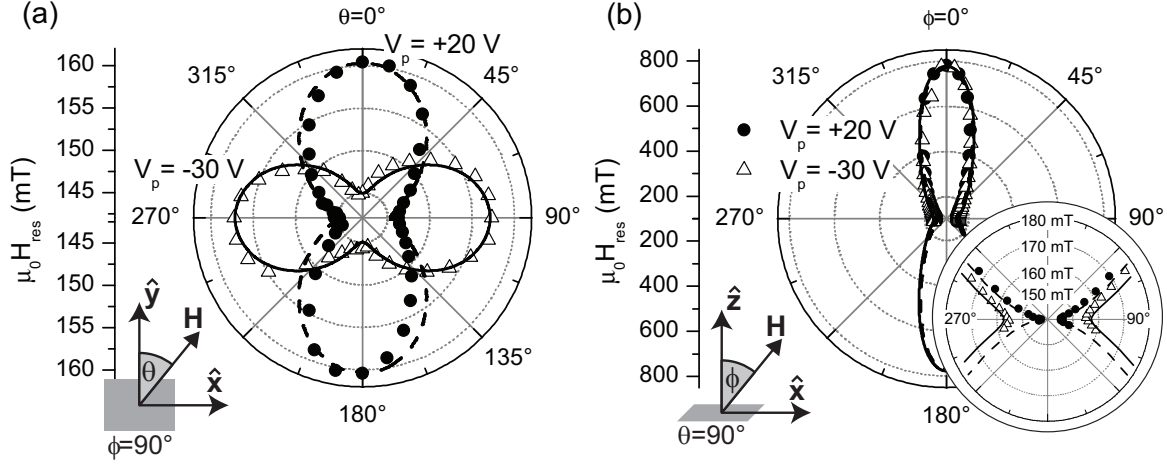 (a)
θ=0°
V_p = +20 V
160
315°
45°
155
150
V_p = -30 V
145
270°
90°
145
150
155
135°
160
180°
μ₀H_res (mT)
ŷ
H
θ
x̂
ϕ=90°
(b)
ϕ=0°
800
315°
45°
600
V_p = +20 V
400
V_p = -30 V
200
270°
90°
200
400
600
800
180°
μ₀H_res (mT)
180 mT
170 mT
160 mT
150 mT
270°
90°
ẑ
H
ϕ
x̂
θ=90°